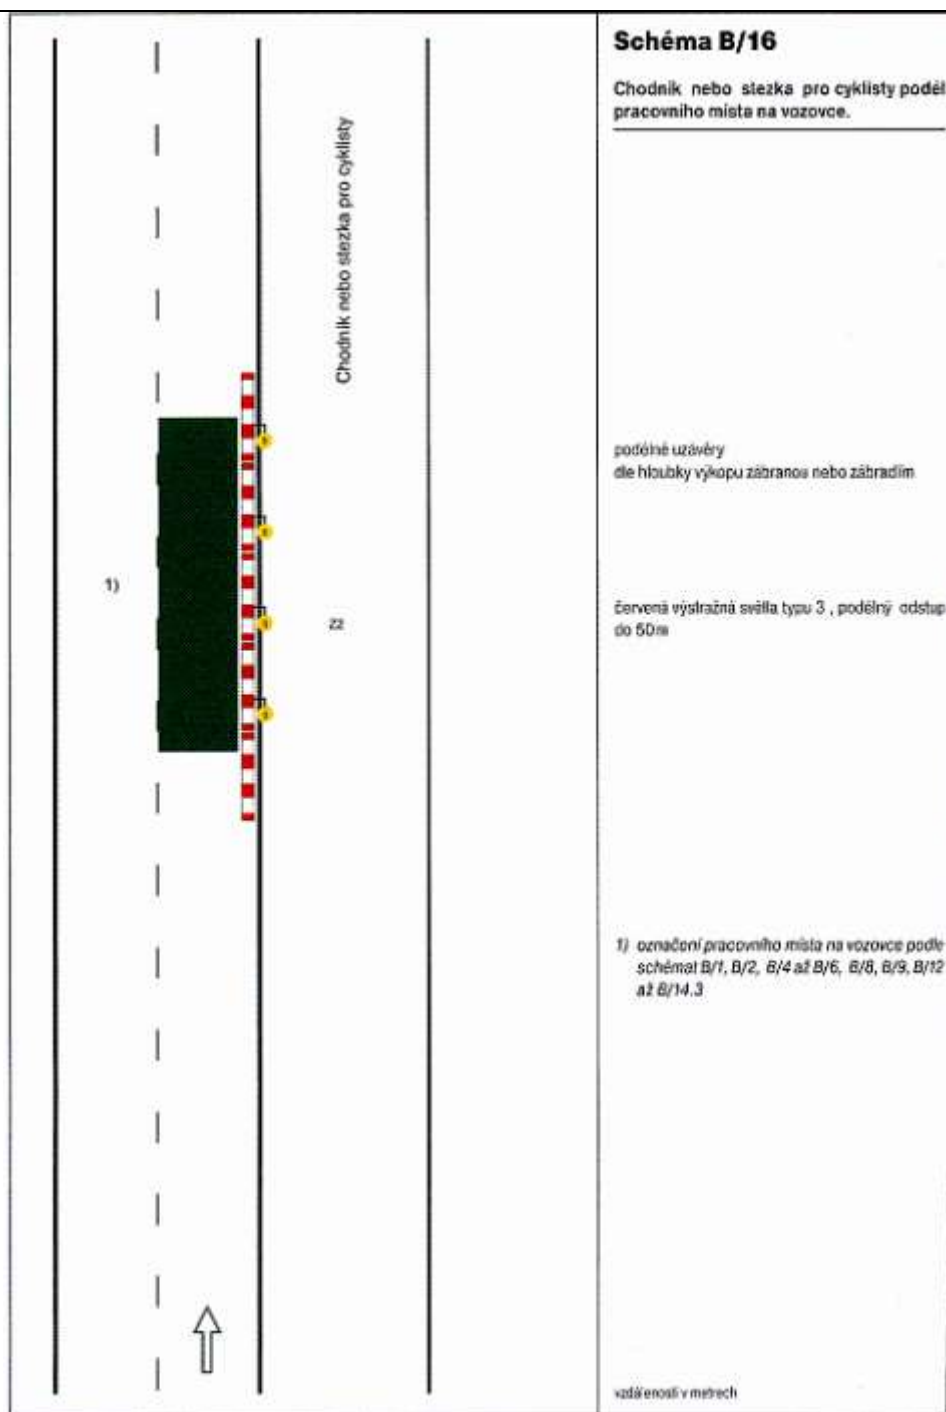 Schéma B/16
Chodník nebo stezka pro cyklisty podél
pracovního místa na vozovce.
Chodník nebo stezka pro cyklisty
podélné uzávěry
dle hloubky výkopu zábranou nebo zábradlím
1)
Z2
červená výstražná světla typu 3 , podélný odstup
do 50m
1) označení pracovního místa na vozovce podle
schémat B/1, B/2, B/4 až B/6, B/8, B/9, B/12
až B/14.3
vzdálenosti v metrech